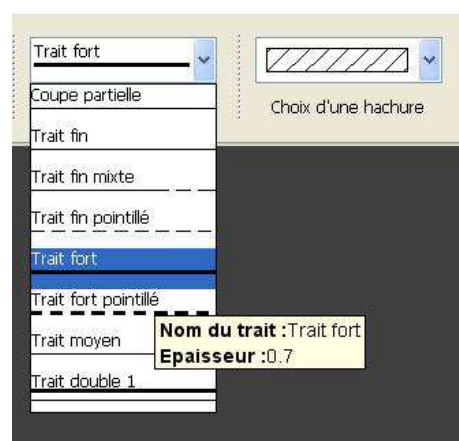 Trait fort
Choix d'une hachure
Coupe partielle
Trait fin
Trait fin mixte
Trait fin pointillé
Trait fort
Trait fort pointillé
Trait moyen
Trait double 1
Nom du trait :Trait fort
Epaisseur :0.7